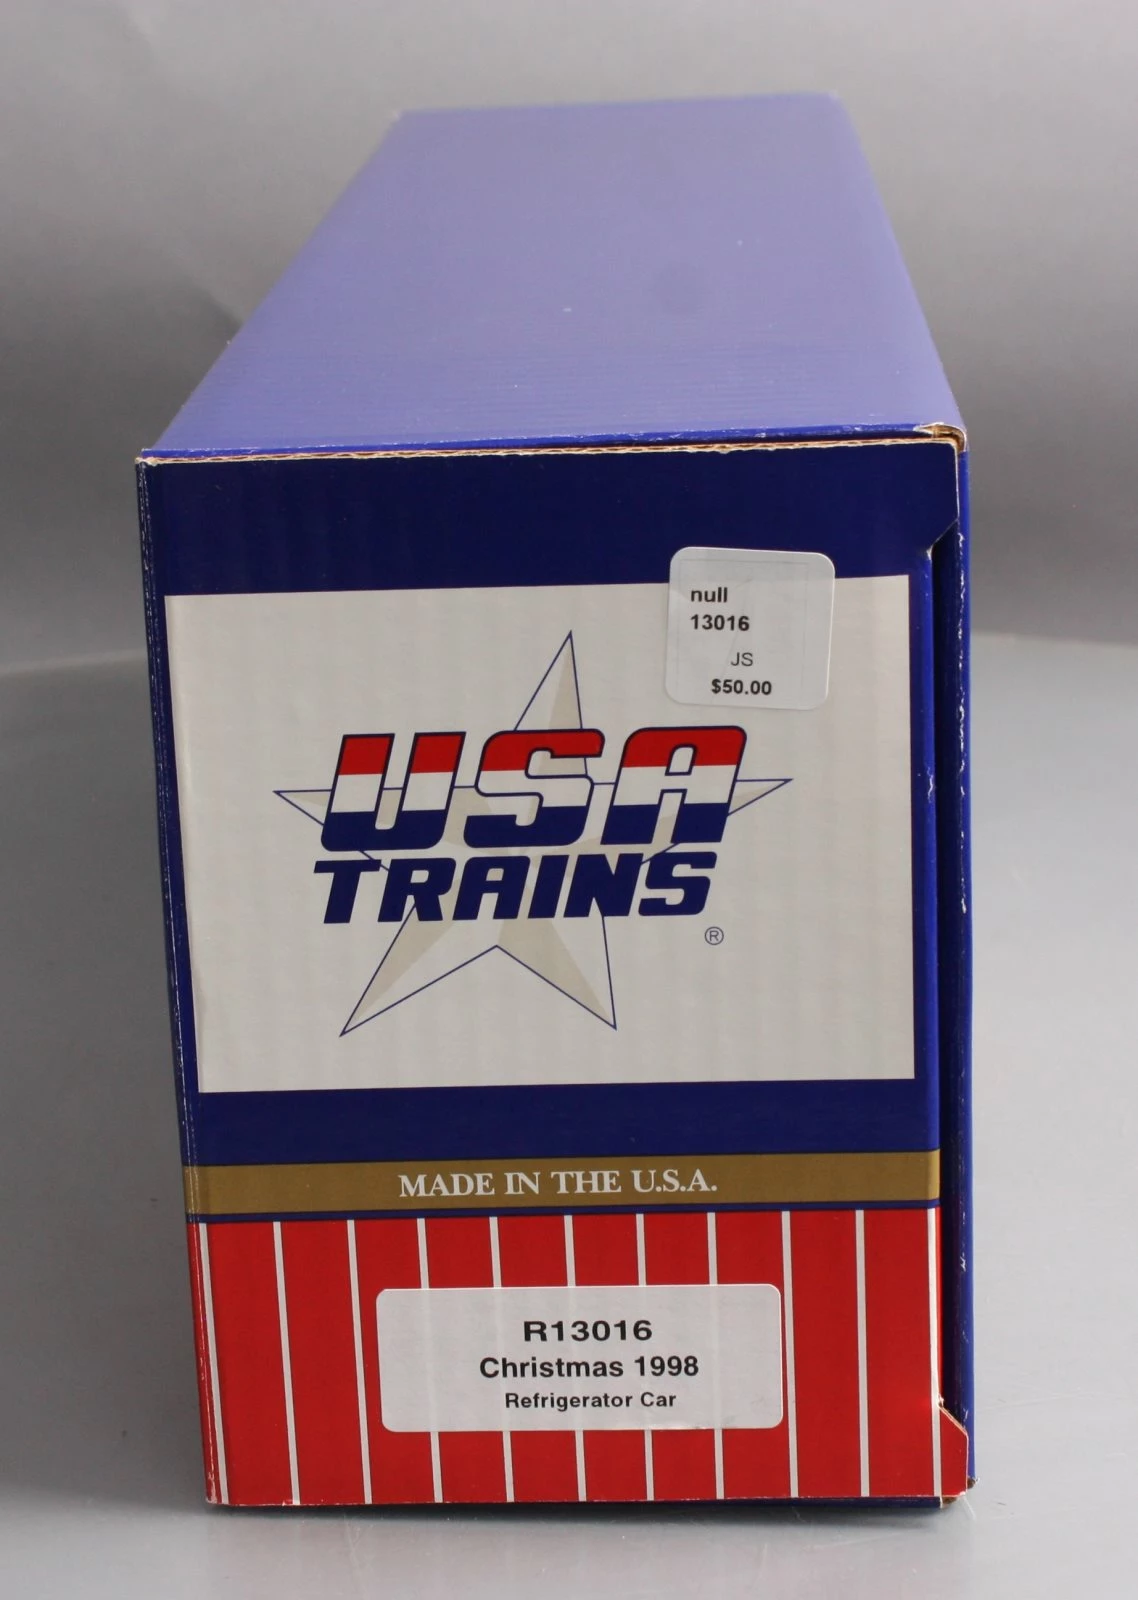 null
13016
JS
$50.00
USA
TRAINS
®
MADE IN THE U.S.A.
R13016
Christmas 1998
Refrigerator Car